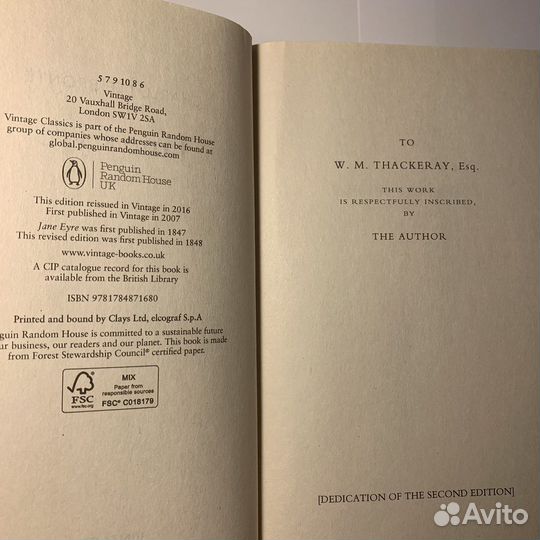 5 7 9 10 8 6
Vintage
20 Vauxhall Bridge Road,
London SW1V 2SA
Vintage Classics is part of the Penguin Random House
group of companies whose addresses can be found at
global.penguinrandomhouse.com
Penguin
Random House
UK
This edition reissued in Vintage in 2016
First published in Vintage in 2007
Jane Eyre was first published in 1847
This revised edition was first published in 1848
www.vintage-books.co.uk
A CIP catalogue record for this book is
available from the British Library
ISBN 9781784871680
Printed and bound by Clays Ltd, elcograf S.p.A
nguin Random House is committed to a sustainable future
ur business, our readers and our planet. This book is made
from Forest Stewardship Council® certified paper.
FSC
www.fsc.org
MIX
Paper from
responsible sources
FSC® C018179
TO
W. M. THACKERAY, Esq.
THIS WORK
IS RESPECTFULLY INSCRIBED,
BY
THE AUTHOR
[DEDICATION OF THE SECOND EDITION]
Avito